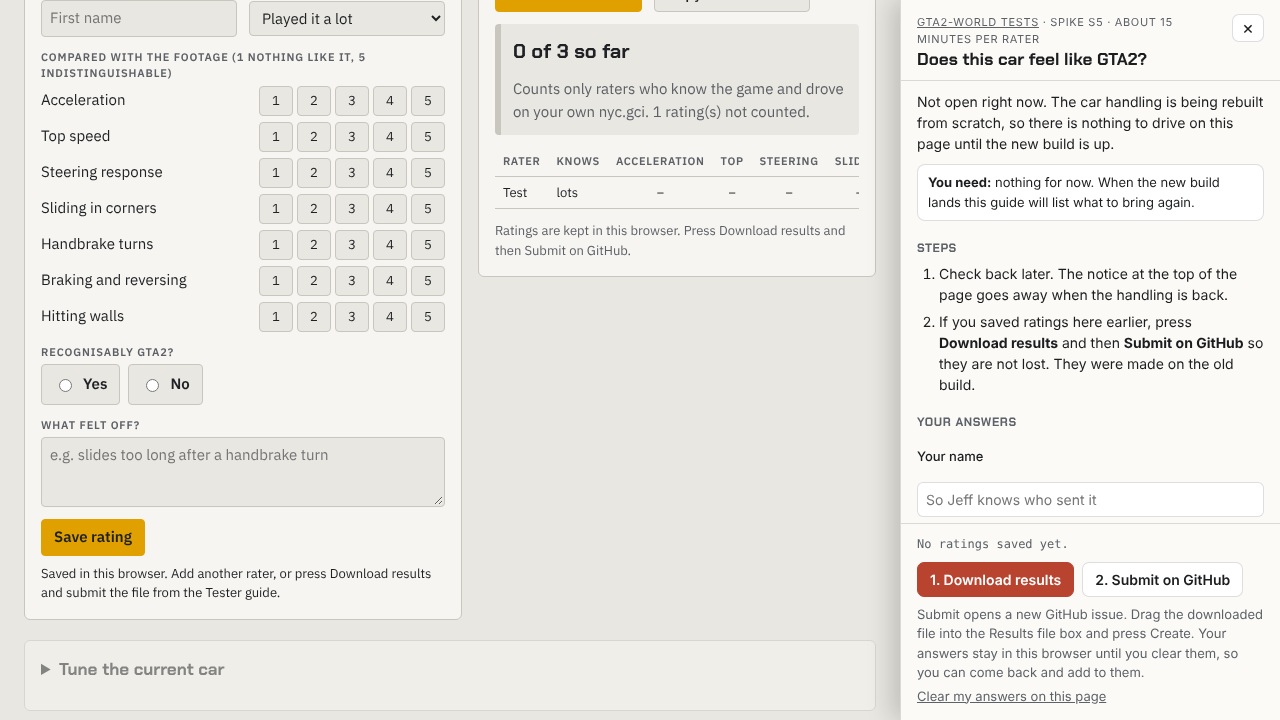 First name
Played it a lot
COMPARED WITH THE FOOTAGE (1 NOTHING LIKE IT, 5
INDISTINGUISHABLE)
Acceleration 1 2 3 4 5
Top speed 1 2 3 4 5
Steering response 1 2 3 4 5
Sliding in corners 1 2 3 4 5
Handbrake turns 1 2 3 4 5
Braking and reversing 1 2 3 4 5
Hitting walls 1 2 3 4 5
RECOGNISABLY GTA2?
Yes No
WHAT FELT OFF?
e.g. slides too long after a handbrake turn
Save rating
Saved in this browser. Add another rater, or press Download results
and submit the file from the Tester guide.
Tune the current car
0 of 3 so far
Counts only raters who know the game and drove
on your own nyc.gci. 1 rating(s) not counted.
RATER KNOWS ACCELERATION TOP STEERING
Test lots – – –
Ratings are kept in this browser. Press Download results and
then Submit on GitHub.
GTA2-WORLD TESTS · SPIKE S5 · ABOUT 15
MINUTES PER RATER
Does this car feel like GTA2?
×
Not open right now. The car handling is being rebuilt
from scratch, so there is nothing to drive on this
page until the new build is up.
You need: nothing for now. When the new build
lands this guide will list what to bring again.
STEPS
1. Check back later. The notice at the top of the
page goes away when the handling is back.
2. If you saved ratings here earlier, press
Download results and then Submit on GitHub so
they are not lost. They were made on the old
build.
YOUR ANSWERS
Your name
So Jeff knows who sent it
No ratings saved yet.
1. Download results 2. Submit on GitHub
Submit opens a new GitHub issue. Drag the downloaded
file into the Results file box and press Create. Your
answers stay in this browser until you clear them, so
you can come back and add to them.
Clear my answers on this page